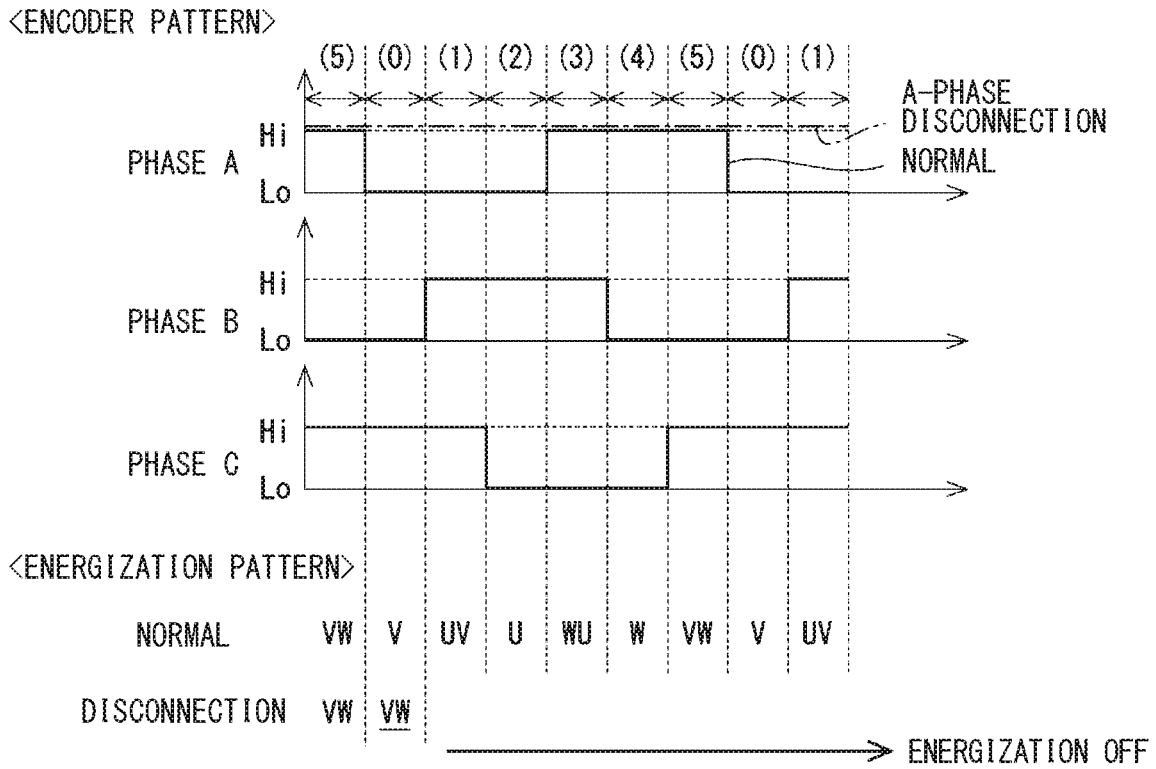 <ENCODER PATTERN>
(5) (0) (1) (2) (3) (4) (5) (0) (1)
A-PHASE
DISCONNECTION
NORMAL
PHASE A
Hi
Lo
PHASE B
Hi
Lo
PHASE C
Hi
Lo
<ENERGIZATION PATTERN>
NORMAL VW V UV U WU W VW V UV
DISCONNECTION VW VW
ENERGIZATION OFF